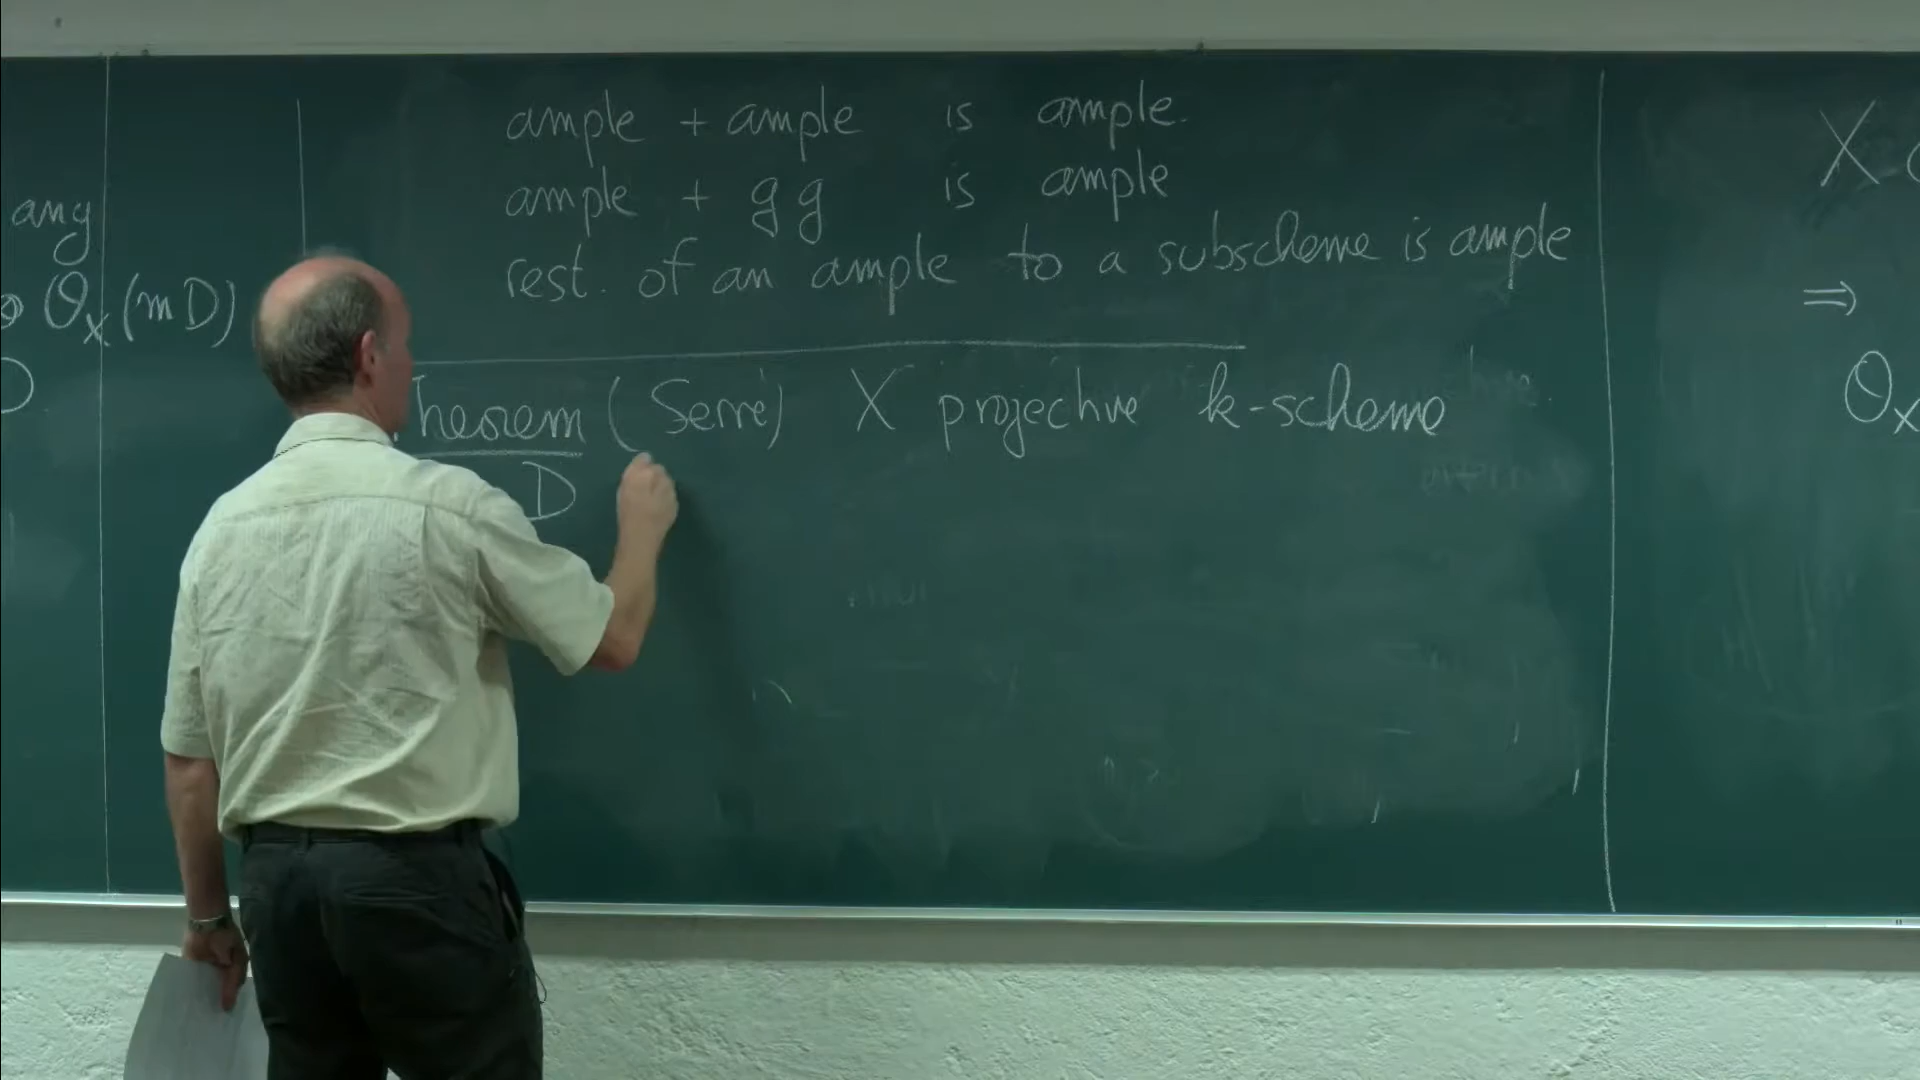 any
O_X (mD)
D
ample + ample is ample.
ample + gg is ample
rest. of an ample to a subscheme is ample
Theorem (Serre) X projective k-scheme
D
X
⇒
O_X